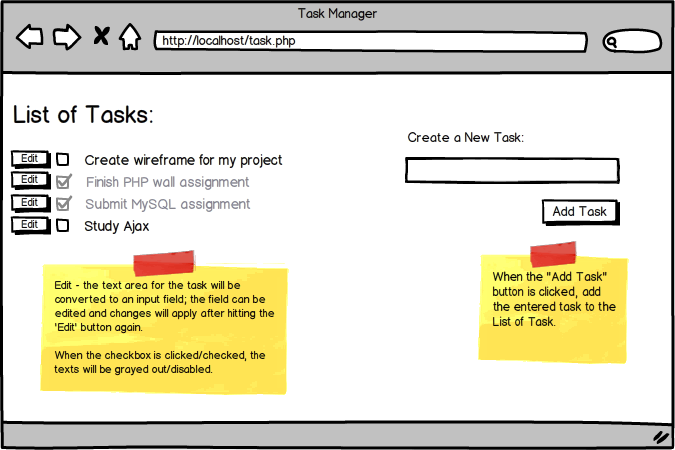 Task Manager
http://localhost/task.php
List of Tasks:
Edit Create wireframe for my project
Edit Finish PHP wall assignment
Edit Submit MySQL assignment
Edit Study Ajax
Create a New Task:
Add Task
Edit - the text area for the task will be
converted to an input field; the field can be
edited and changes will apply after hitting the
'Edit' button again.
When the checkbox is clicked/checked, the
texts will be grayed out/disabled.
When the "Add Task"
button is clicked, add
the entered task to the
List of Task.